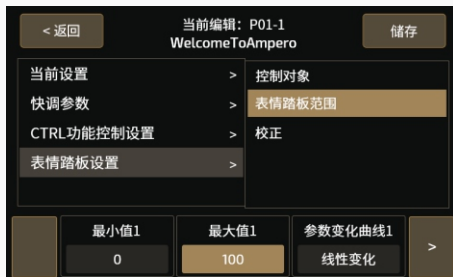 <返回
当前编辑：P01-1
WelcomeToAmpero
储存
当前设置 >
控制对象
快调参数 >
表情踏板范围
CTRL功能控制设置 >
校正
表情踏板设置 >
最小值1
最大值1
参数变化曲线1
0
100
线性变化
>